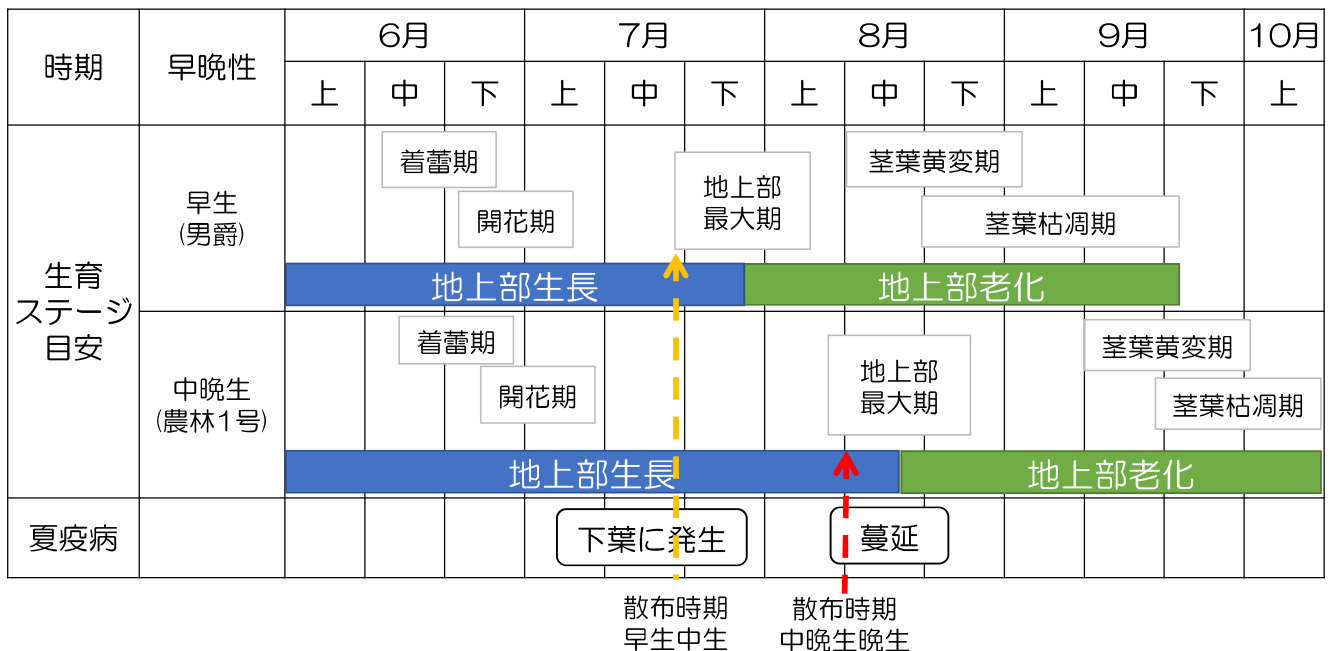 時期
早晩性
6月
7月
8月
9月
10月
上
中
下
上
中
下
上
中
下
上
中
下
上
生育
ステージ
目安
早生
(男爵)
着蕾期
開花期
地上部
最大期
茎葉黄変期
茎葉枯凋期
地上部生長
地上部老化
中晩生
(農林1号)
着蕾期
開花期
地上部
最大期
茎葉黄変期
茎葉枯凋期
地上部生長
地上部老化
夏疫病
下葉に発生
蔓延
散布時期
早生中生
散布時期
中晩生晩生